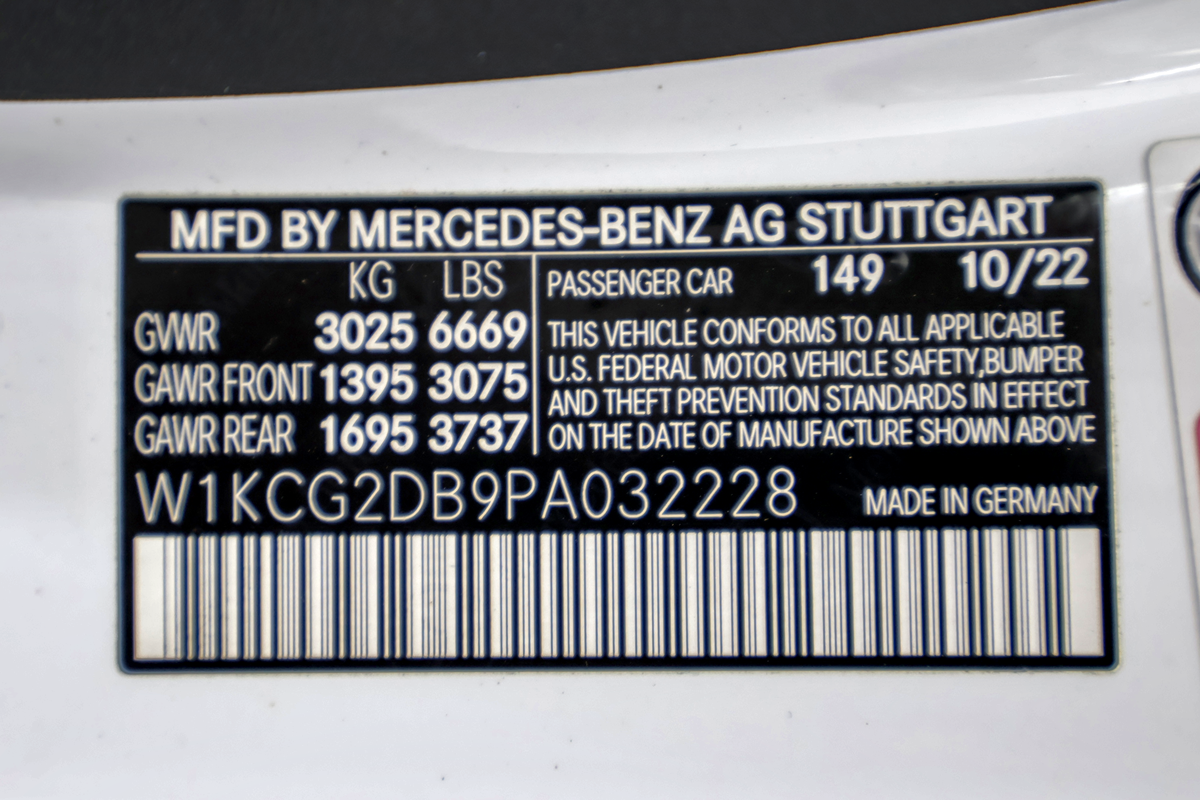 MFD BY MERCEDES-BENZ AG STUTTGART
KG LBS
GVWR 3025 6669
GAWR FRONT 1395 3075
GAWR REAR 1695 3737
PASSENGER CAR 149 10/22
THIS VEHICLE CONFORMS TO ALL APPLICABLE
U.S. FEDERAL MOTOR VEHICLE SAFETY,BUMPER
AND THEFT PREVENTION STANDARDS IN EFFECT
ON THE DATE OF MANUFACTURE SHOWN ABOVE
W1KCG2DB9PA032228 MADE IN GERMANY